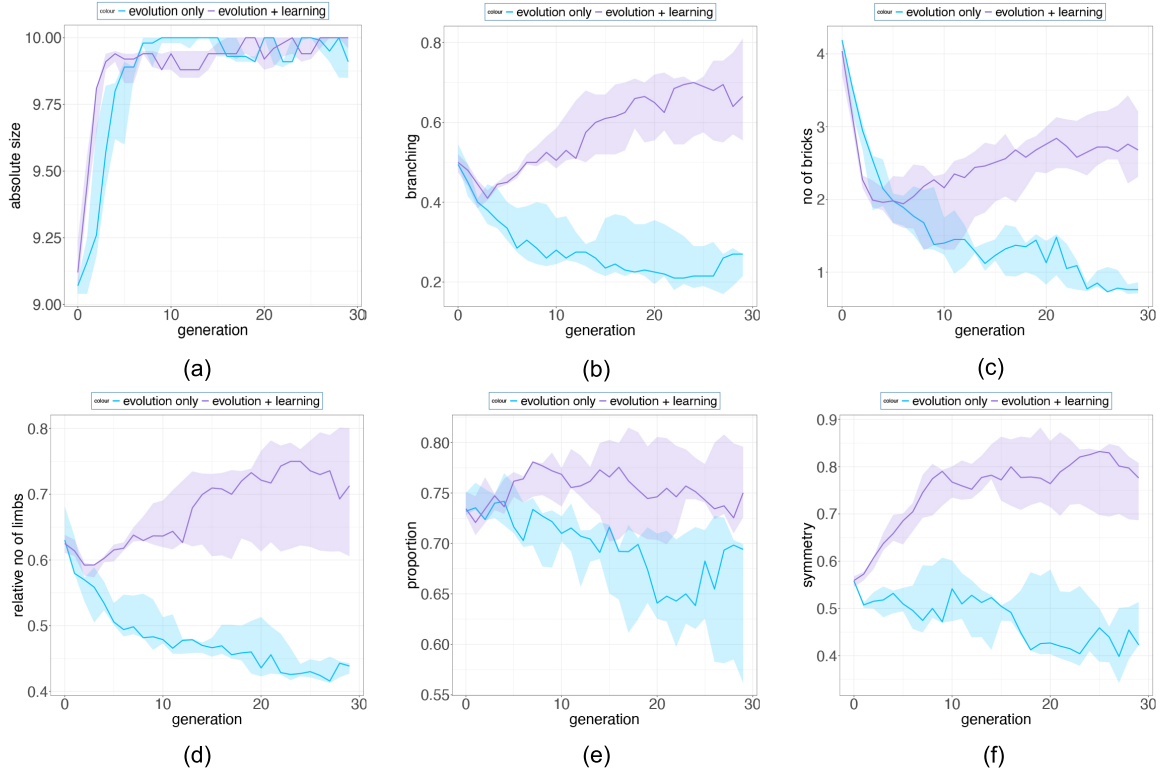 colour evolution only evolution + learning
absolute size
10.00
9.75
9.50
9.25
9.00
0 10 20 30
generation
(a)
colour evolution only evolution + learning
branching
0.8
0.6
0.4
0.2
0 10 20 30
generation
(b)
colour evolution only evolution + learning
no of bricks
4
3
2
1
0 10 20 30
generation
(c)
colour evolution only evolution + learning
relative no of limbs
0.8
0.7
0.6
0.5
0.4
0 10 20 30
generation
(d)
colour evolution only evolution + learning
proportion
0.80
0.75
0.70
0.65
0.60
0.55
0 10 20 30
generation
(e)
colour evolution only evolution + learning
symmetry
0.9
0.8
0.7
0.6
0.5
0.4
0 10 20 30
generation
(f)